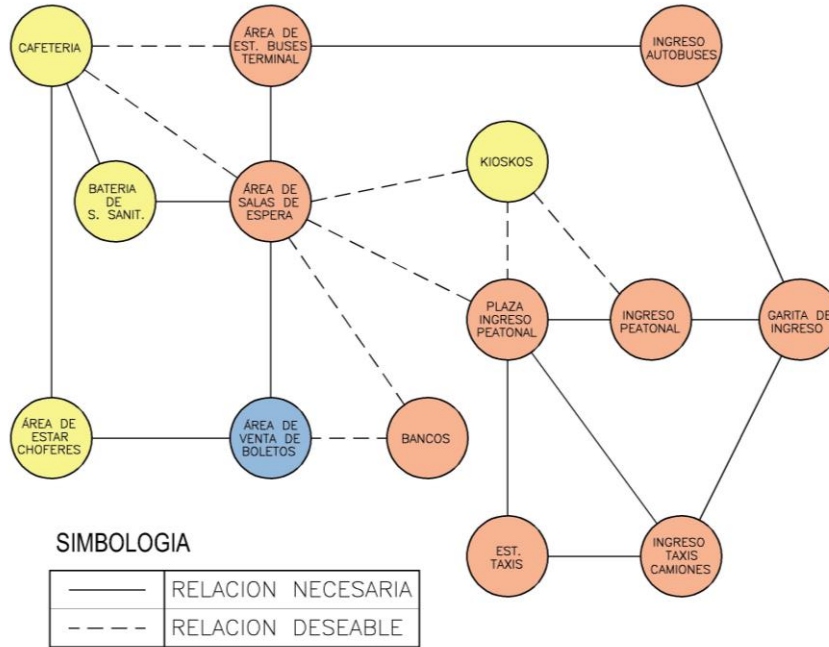 CAFETERIA
ÁREA DE
EST. BUSES
TERMINAL
INGRESO
AUTOBUSES
BATERIA
DE
S. SANIT.
ÁREA DE
SALAS DE
ESPERA
KIOSKOS
PLAZA
INGRESO
PEATONAL
INGRESO
PEATONAL
GARITA DE
INGRESO
ÁREA DE
ESTAR
CHOFERES
ÁREA DE
VENTA DE
BOLETOS
BANCOS
EST.
TAXIS
INGRESO
TAXIS
CAMIONES
SIMBOLOGIA
RELACION NECESARIA
RELACION DESEABLE